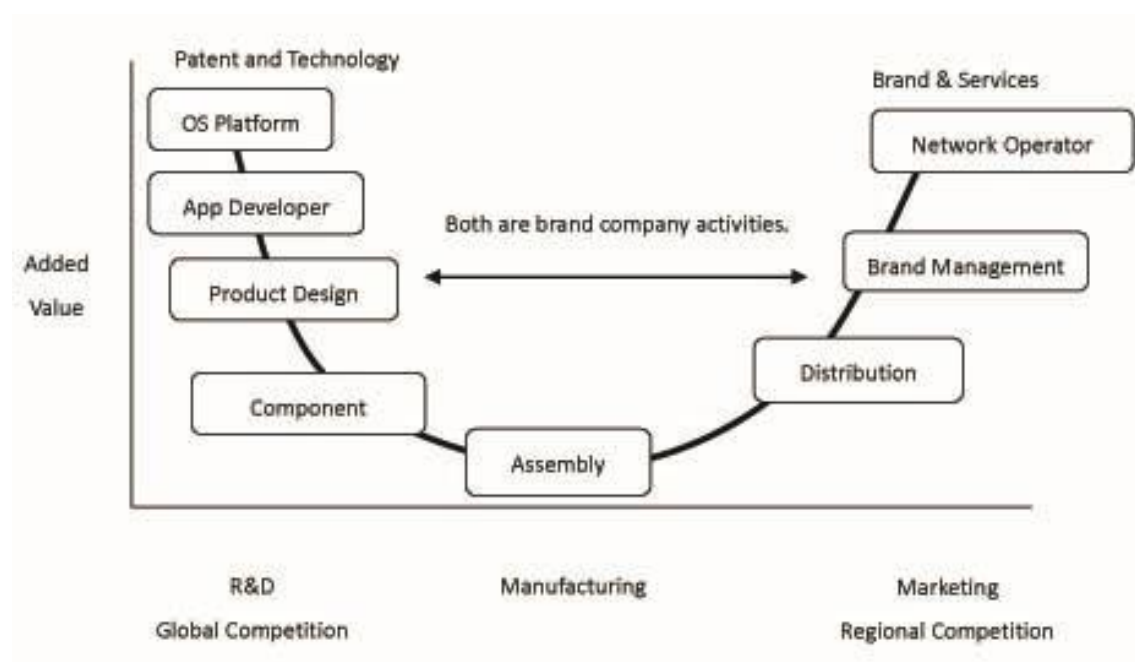 Patent and Technology
OS Platform
App Developer
Product Design
Component
Assembly
Both are brand company activities.
Brand & Services
Network Operator
Brand Management
Distribution
Added
Value
R&D
Global Competition
Manufacturing
Marketing
Regional Competition